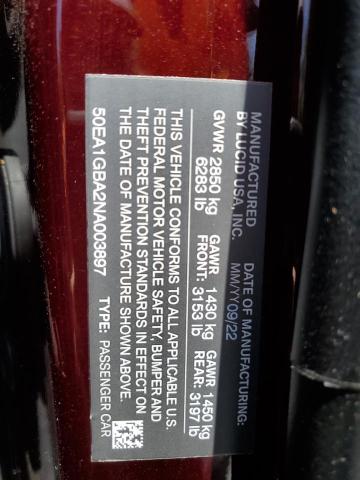 MANUFACTURED BY LUCID USA, INC.
DATE OF MANUFACTURING: MM/YY 09/22
GVWR 2850 kg GAWR 1430 kg GAWR 1450 kg
6283 lb FRONT: 3153 lb REAR: 3197 lb
THIS VEHICLE CONFORMS TO ALL APPLICABLE U.S.
FEDERAL MOTOR VEHICLE SAFETY, BUMPER AND
THEFT PREVENTION STANDARDS IN EFFECT ON
THE DATE OF MANUFACTURE SHOWN ABOVE.
50EA1GBA2NA003897 TYPE: PASSENGER CAR